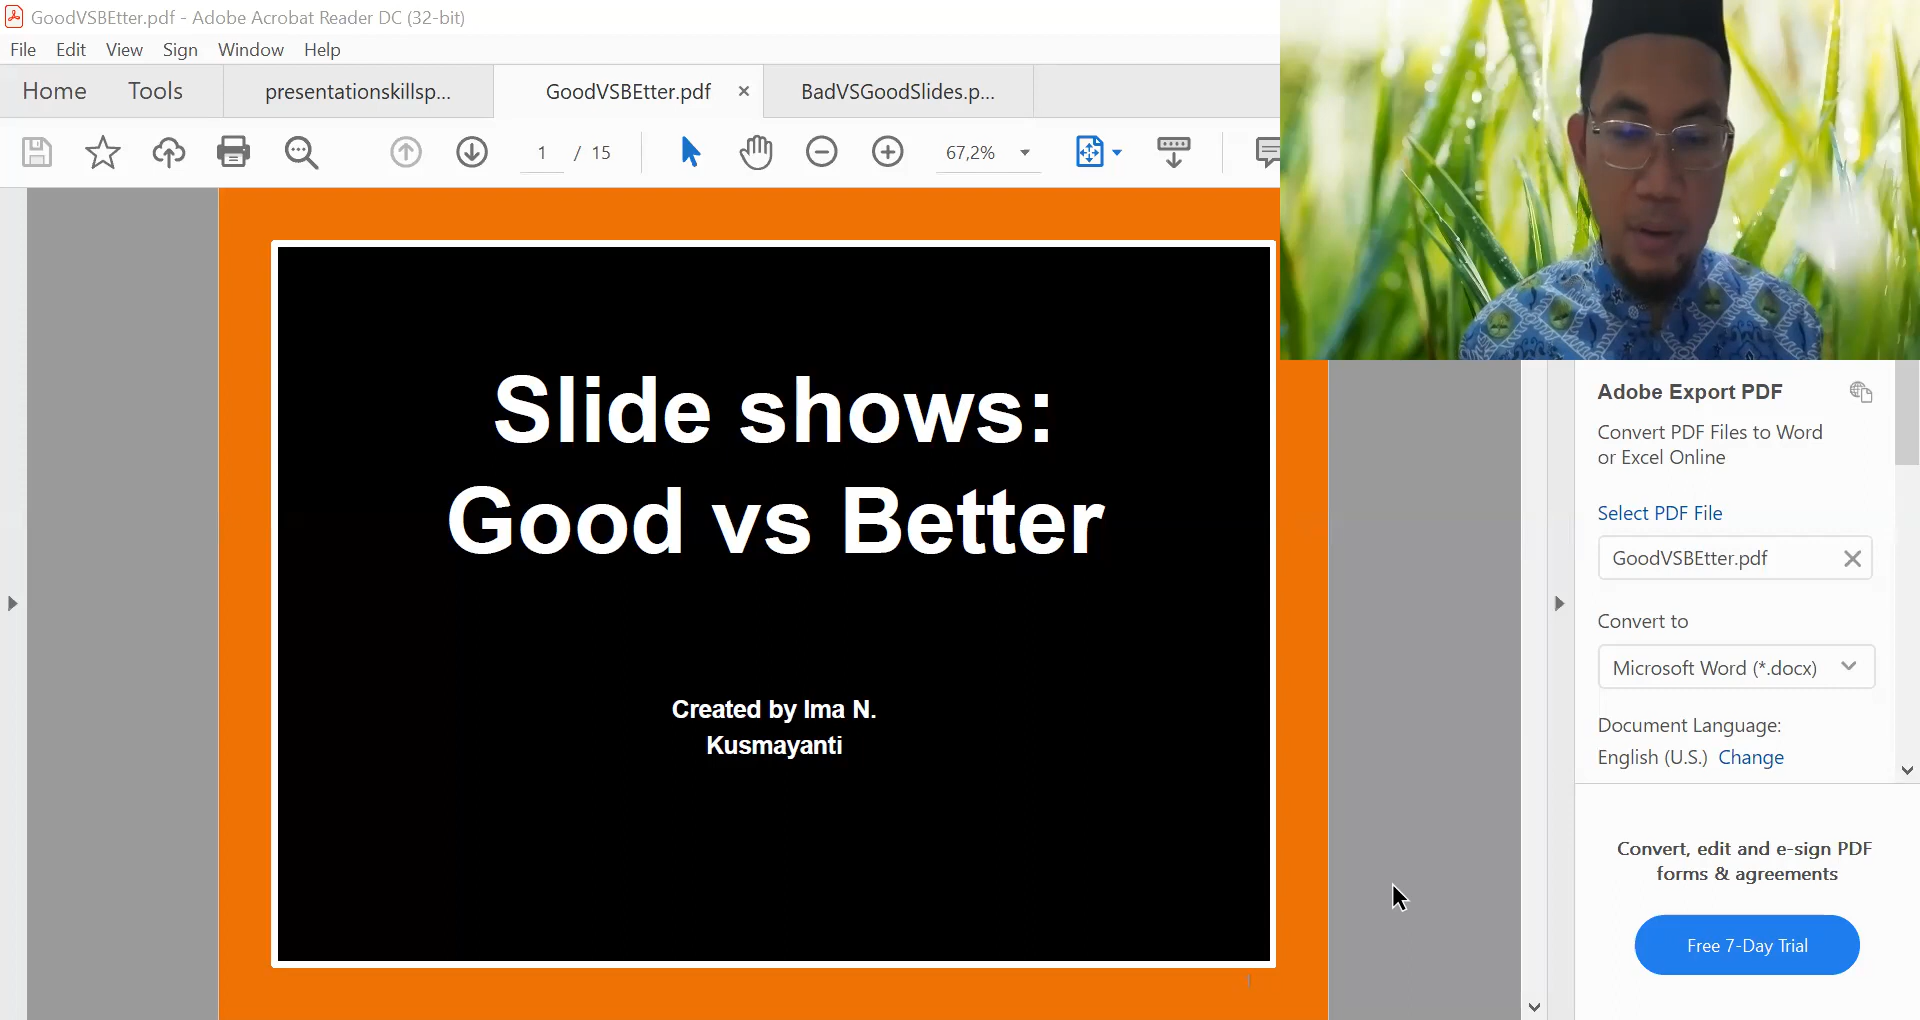 GoodVSBEtter.pdf - Adobe Acrobat Reader DC (32-bit)
File Edit View Sign Window Help
Home Tools presentationskillsp... GoodVSBEtter.pdf × BadVSGoodSlides.p...
1 / 15 67,2%
Slide shows:
Good vs Better
Created by Ima N.
Kusmayanti
Adobe Export PDF
Convert PDF Files to Word
or Excel Online
Select PDF File
GoodVSBEtter.pdf
Convert to
Microsoft Word (*.docx)
Document Language:
English (U.S.) Change
Convert, edit and e-sign PDF
forms & agreements
Free 7-Day Trial